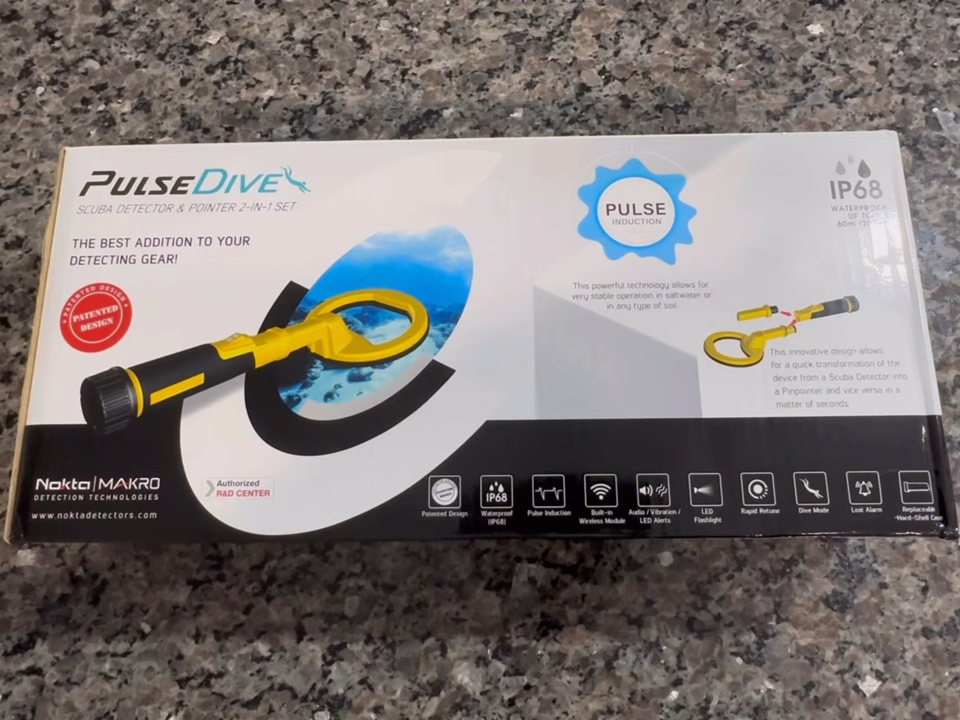 PULSEDIVE
SCUBA DETECTOR & POINTER 2-IN-1 SET
THE BEST ADDITION TO YOUR
DETECTING GEAR!
PATENTED DESIGN
PATENTED
DESIGN
PULSE
INDUCTION
This powerful technology allows for
very stable operation in saltwater or
in any type of soil
IP68
WATERPROOF
UP TO
60m
This innovative design allows
for a quick transformation of the
device from a Scuba Detector into
a Pinpointer and vice versa in a
matter of seconds.
Nokta|MAKRO
DETECTION TECHNOLOGIES
www.noktadetectors.com
Authorized
R&D CENTER
Patented Design
IP68
Waterproof
(IP68)
Pulse Induction
Built-in
Wireless Module
Audio / Vibration /
LED Alerts
LED
Flashlight
Rapid Retune
Dive Mode
Lost Alarm
Replaceable
Hard-Shell Case